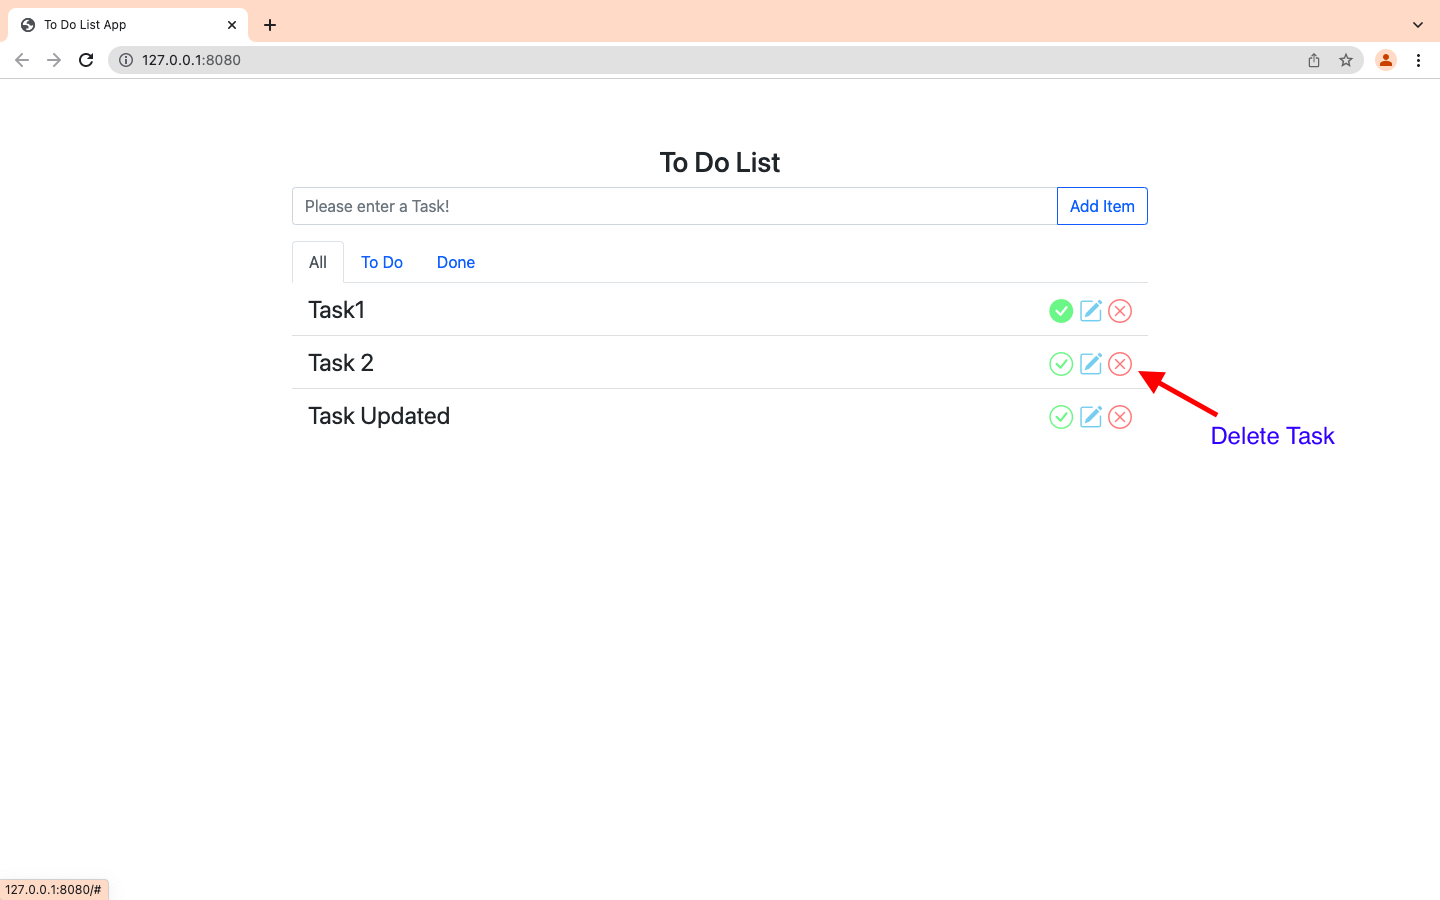 To Do List App
127.0.0.1:8080
To Do List
Please enter a Task!
Add Item
All To Do Done
Task1
Task 2
Task Updated
Delete Task
127.0.0.1:8080/#